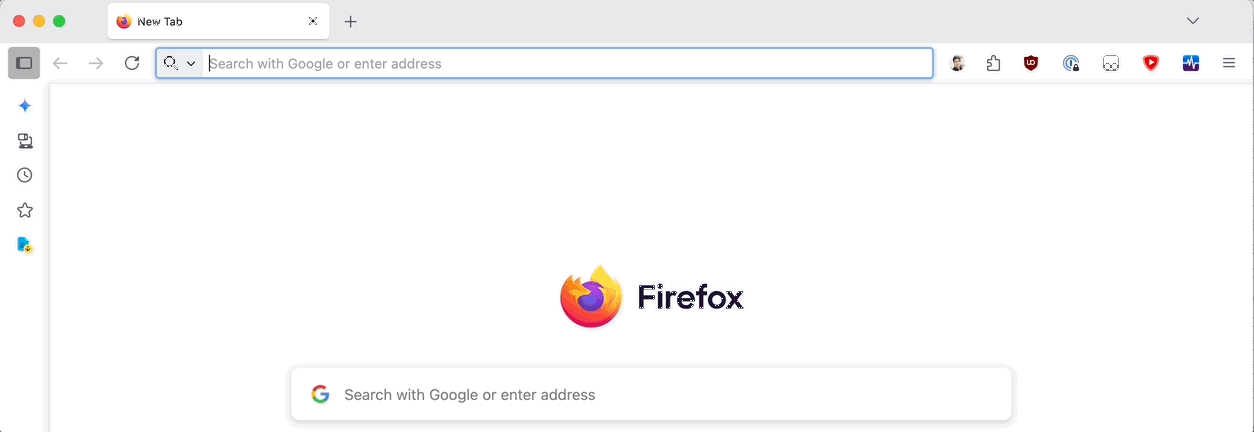 New Tab
Search with Google or enter address
Firefox
Search with Google or enter address